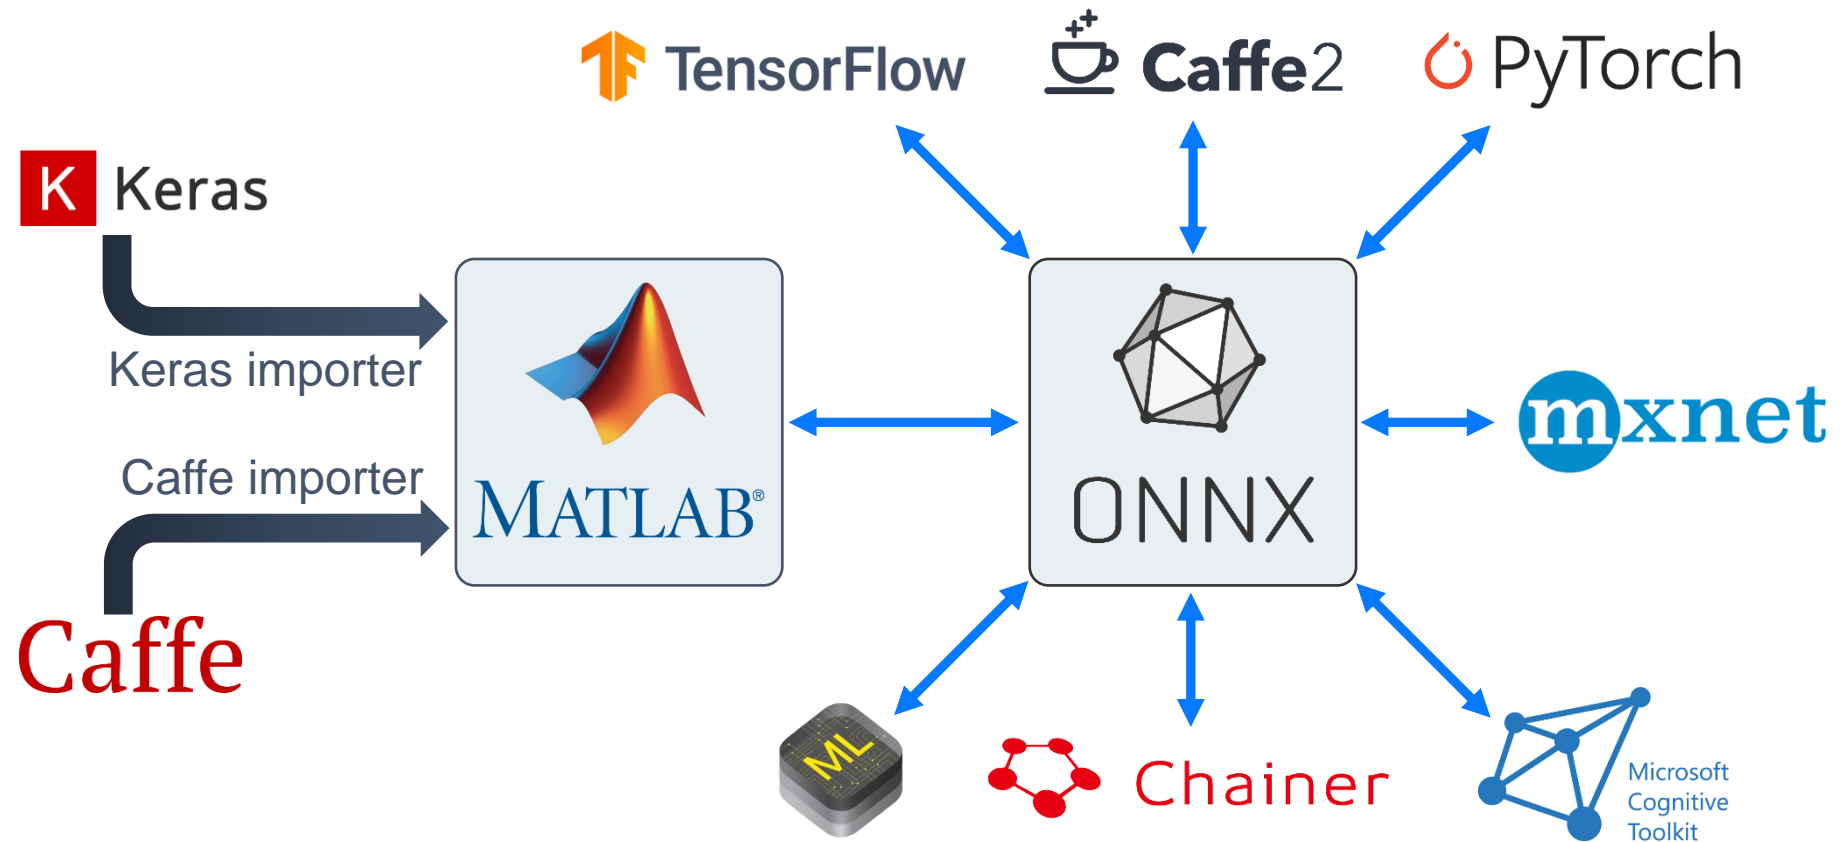 TensorFlow
Caffe2
PyTorch
K Keras
Keras importer
Caffe importer
MATLAB®
ONNX
mxnet
Caffe
ML
Chainer
Microsoft
Cognitive
Toolkit